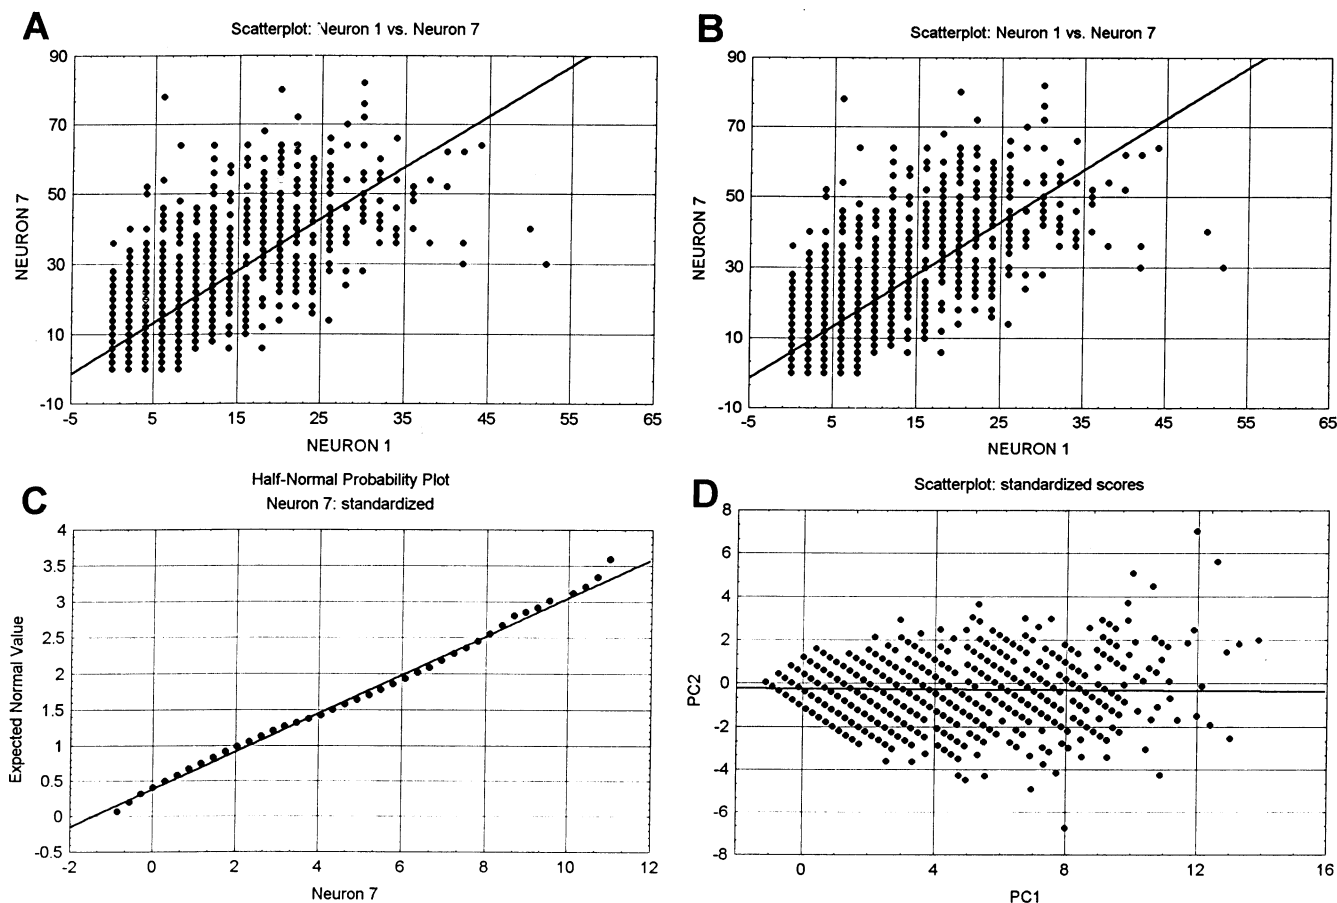 A
Scatterplot: Neuron 1 vs. Neuron 7
90
70
50
30
10
-10
NEURON 7
-5 5 15 25 35 45 55 65
NEURON 1
B
Scatterplot: Neuron 1 vs. Neuron 7
90
70
50
30
10
-10
NEURON 7
-5 5 15 25 35 45 55 65
NEURON 1
C
Half-Normal Probability Plot
Neuron 7: standardized
4
3.5
3
2.5
2
1.5
1
0.5
0
-0.5
Expected Normal Value
-2 0 2 4 6 8 10 12
Neuron 7
D
Scatterplot: standardized scores
8
6
4
2
0
-2
-4
-6
-8
PC2
0 4 8 12 16
PC1